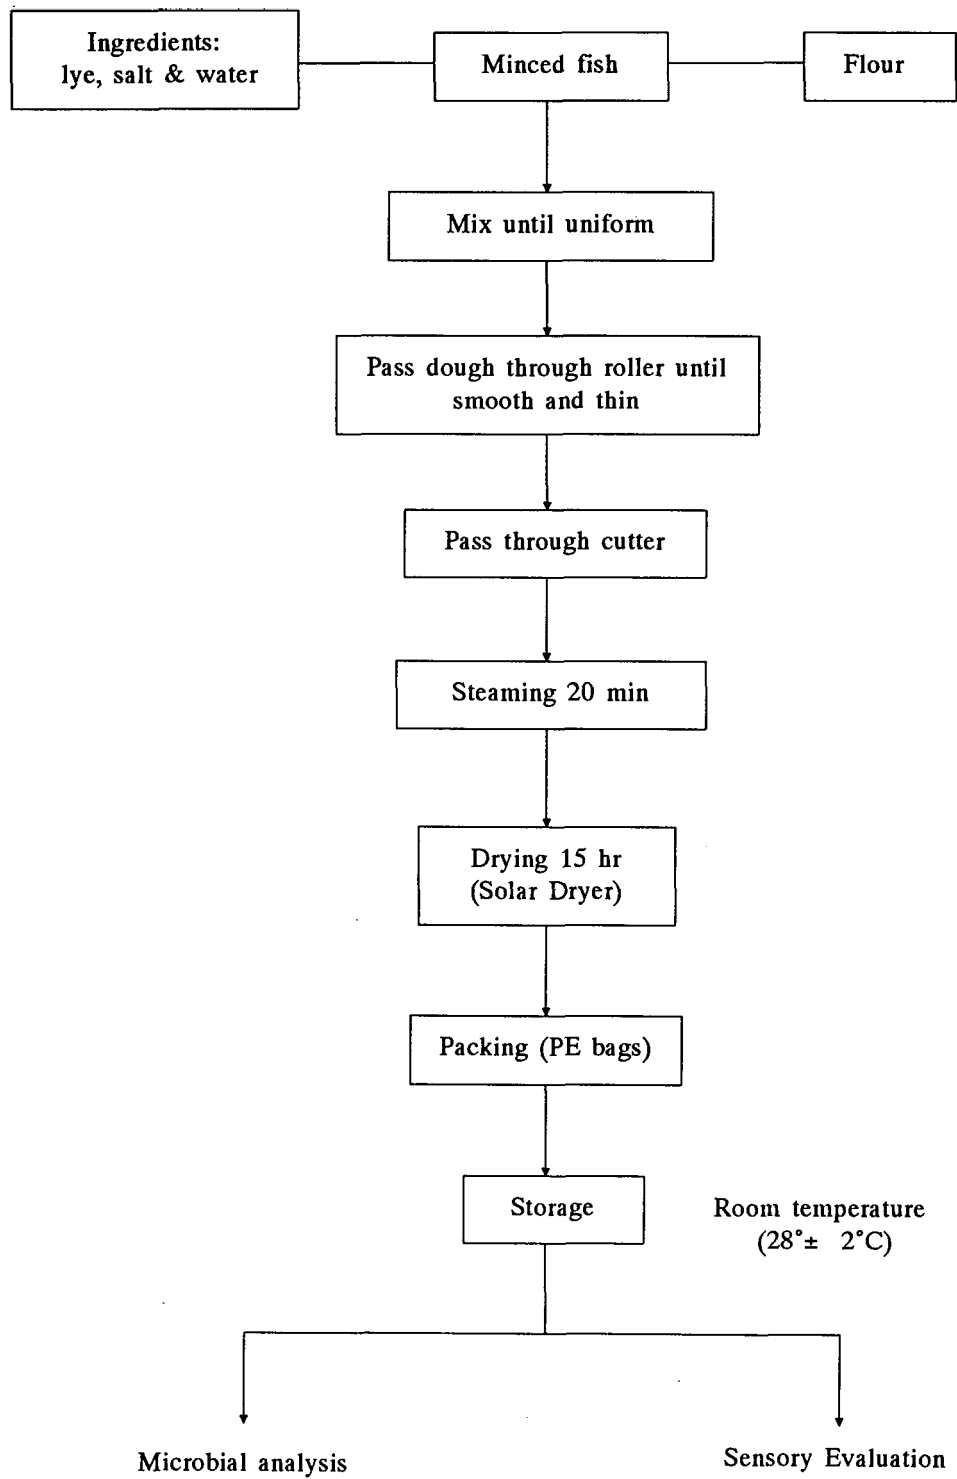 Ingredients:
lye, salt & water
Minced fish
Flour
Mix until uniform
Pass dough through roller until
smooth and thin
Pass through cutter
Steaming 20 min
Drying 15 hr
(Solar Dryer)
Packing (PE bags)
Storage
Room temperature
(28°± 2°C)
Microbial analysis
Sensory Evaluation